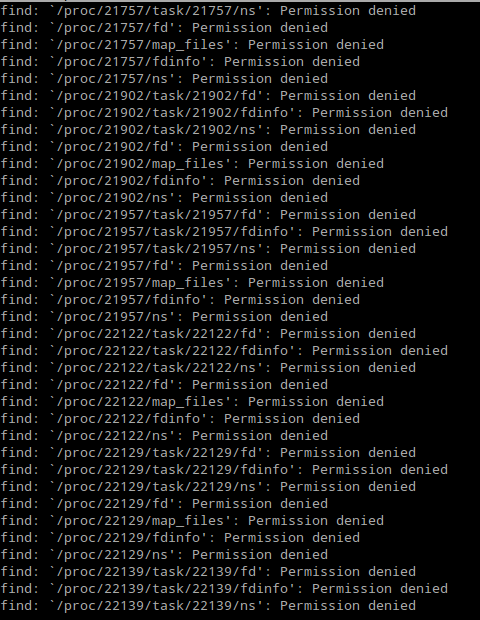 find: `/proc/21757/task/21757/ns': Permission denied
find: `/proc/21757/fd': Permission denied
find: `/proc/21757/map_files': Permission denied
find: `/proc/21757/fdinfo': Permission denied
find: `/proc/21757/ns': Permission denied
find: `/proc/21902/task/21902/fd': Permission denied
find: `/proc/21902/task/21902/fdinfo': Permission denied
find: `/proc/21902/task/21902/ns': Permission denied
find: `/proc/21902/fd': Permission denied
find: `/proc/21902/map_files': Permission denied
find: `/proc/21902/fdinfo': Permission denied
find: `/proc/21902/ns': Permission denied
find: `/proc/21957/task/21957/fd': Permission denied
find: `/proc/21957/task/21957/fdinfo': Permission denied
find: `/proc/21957/task/21957/ns': Permission denied
find: `/proc/21957/fd': Permission denied
find: `/proc/21957/map_files': Permission denied
find: `/proc/21957/fdinfo': Permission denied
find: `/proc/21957/ns': Permission denied
find: `/proc/22122/task/22122/fd': Permission denied
find: `/proc/22122/task/22122/fdinfo': Permission denied
find: `/proc/22122/task/22122/ns': Permission denied
find: `/proc/22122/fd': Permission denied
find: `/proc/22122/map_files': Permission denied
find: `/proc/22122/fdinfo': Permission denied
find: `/proc/22122/ns': Permission denied
find: `/proc/22129/task/22129/fd': Permission denied
find: `/proc/22129/task/22129/fdinfo': Permission denied
find: `/proc/22129/task/22129/ns': Permission denied
find: `/proc/22129/fd': Permission denied
find: `/proc/22129/map_files': Permission denied
find: `/proc/22129/fdinfo': Permission denied
find: `/proc/22129/ns': Permission denied
find: `/proc/22139/task/22139/fd': Permission denied
find: `/proc/22139/task/22139/fdinfo': Permission denied
find: `/proc/22139/task/22139/ns': Permission denied